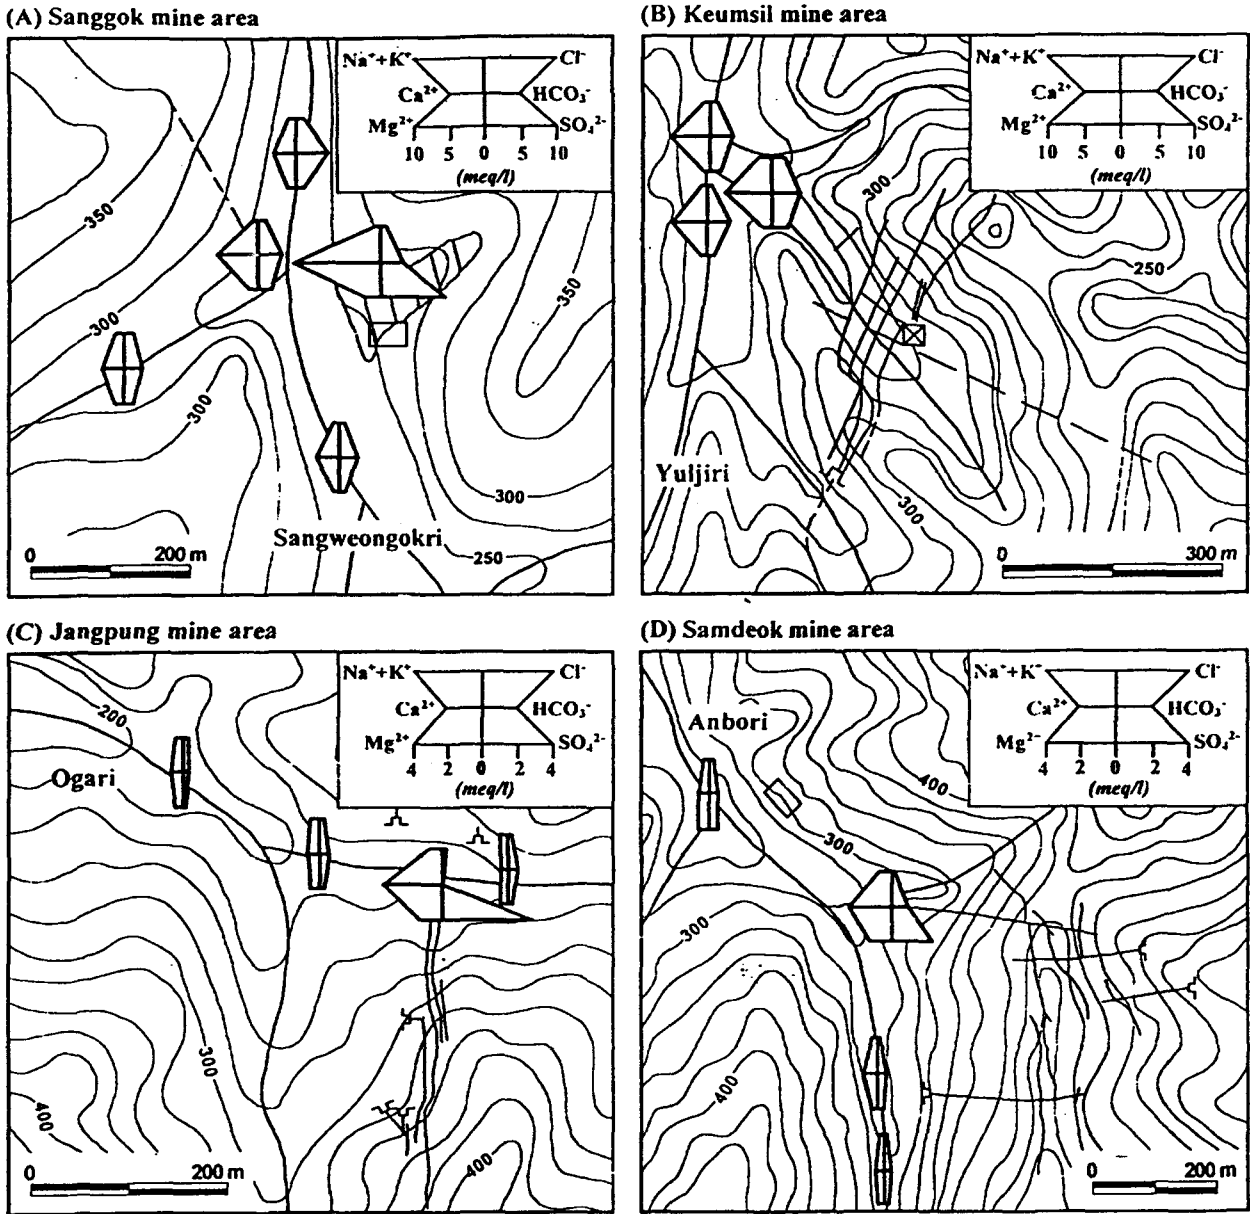 (A) Sanggok mine area
Na⁺+K⁺ Cl⁻
Ca²⁺ HCO₃⁻
Mg²⁺ SO₄²⁻
10 5 0 5 10
(meq/l)
350
300
350
300
300
Sangweongokri
250
0 200 m
(B) Keumsil mine area
Na⁺+K⁺ Cl⁻
Ca²⁺ HCO₃⁻
Mg²⁺ SO₄²⁻
10 5 0 5 10
(meq/l)
300
250
Yuljiri
300
0 300 m
(C) Jangpung mine area
Na⁺+K⁺ Cl⁻
Ca²⁺ HCO₃⁻
Mg²⁺ SO₄²⁻
4 2 0 2 4
(meq/l)
200
Ogari
300
400
400
0 200 m
(D) Samdeok mine area
Na⁺+K⁺ Cl⁻
Ca²⁺ HCO₃⁻
Mg²⁻ SO₄²⁻
4 2 0 2 4
(meq/l)
Anbori
400
300
300
400
0 200 m